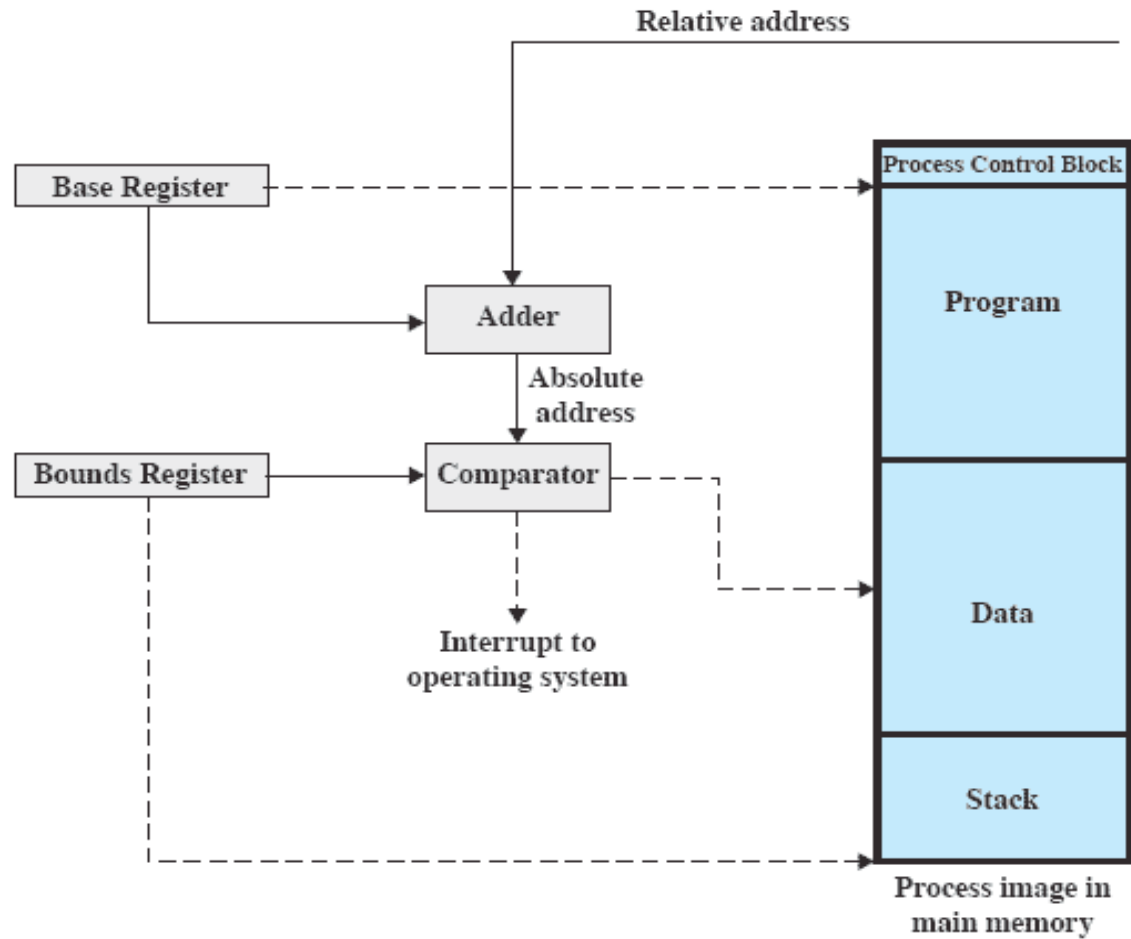 Relative address
Process Control Block
Base Register
Program
Adder
Absolute
address
Bounds Register
Comparator
Data
Interrupt to
operating system
Stack
Process image in
main memory